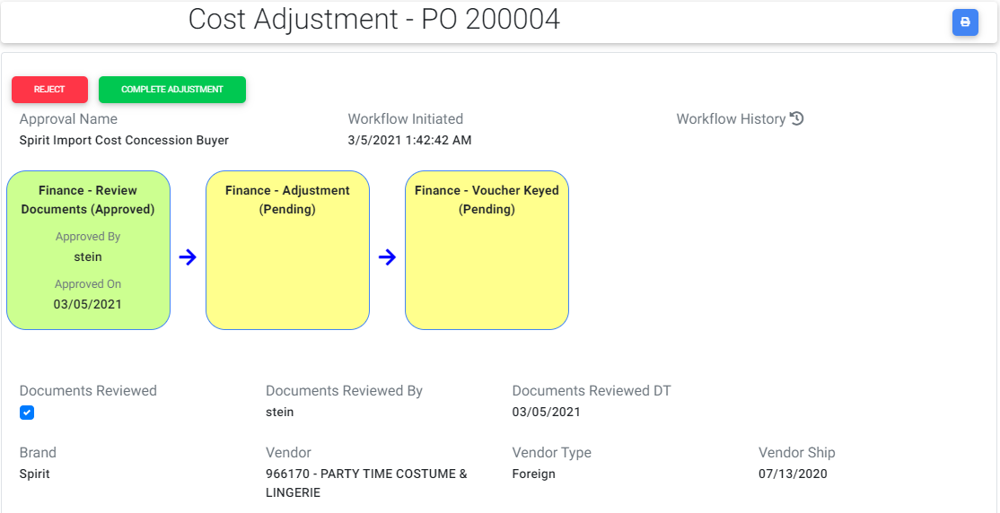 Cost Adjustment - PO 200004
REJECT
COMPLETE ADJUSTMENT
Approval Name
Workflow Initiated
Workflow History
Spirit Import Cost Concession Buyer
3/5/2021 1:42:42 AM
Finance - Review
Documents (Approved)
Approved By
stein
Approved On
03/05/2021
Finance - Adjustment
(Pending)
Finance - Voucher Keyed
(Pending)
Documents Reviewed
Documents Reviewed By
Documents Reviewed DT
stein
03/05/2021
Brand
Vendor
Vendor Type
Vendor Ship
Spirit
966170 - PARTY TIME COSTUME &
LINGERIE
Foreign
07/13/2020